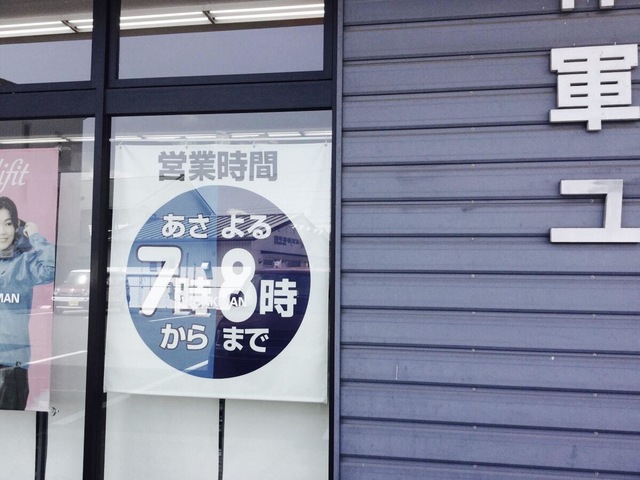 営業時間
あさ よる
7時 8時
から まで
軍
ユ
ifit
MAN